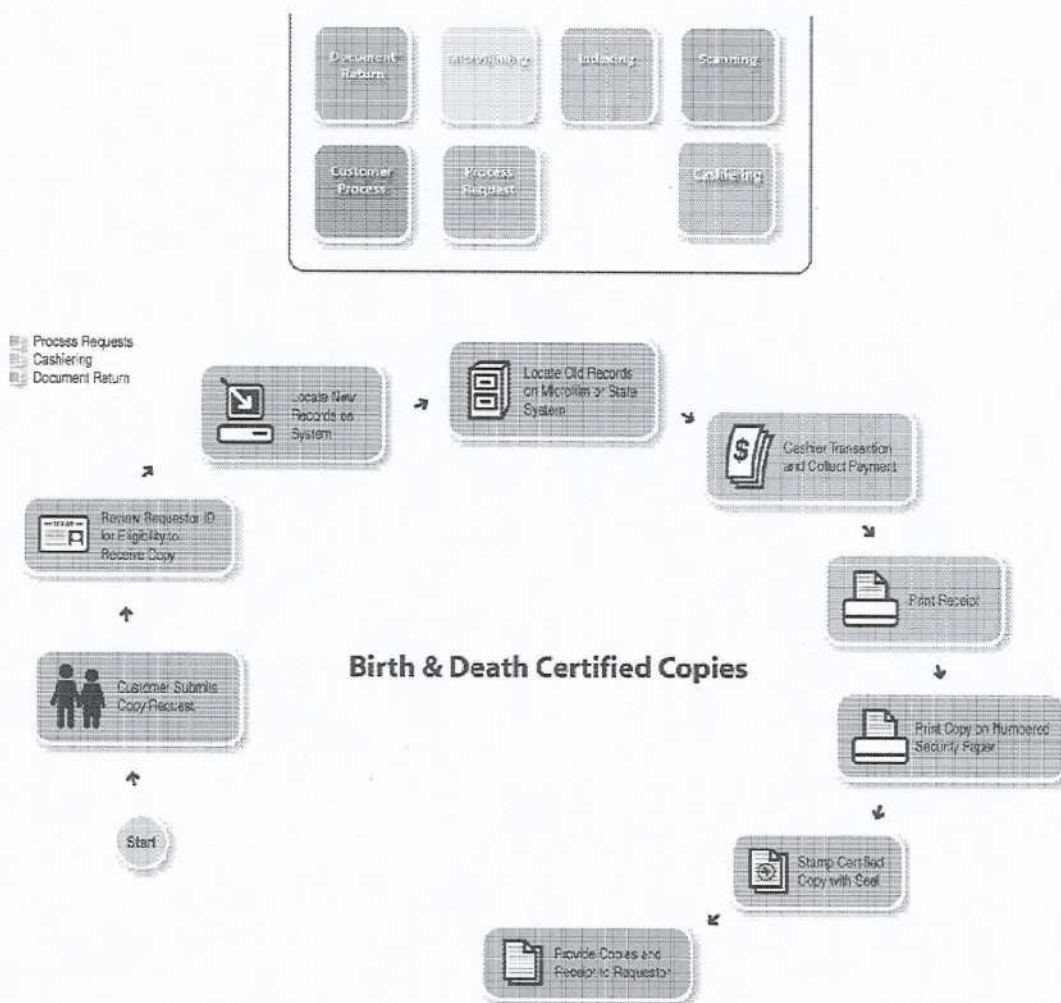 Document
Return
Microfilming
Indexing
Scanning
Customer
Process
Process
Request
Cashiering
Process Requests
Cashiering
Document Return
Locate New
Records on
System
Locate Old Records
on Microfilm or State
System
Cashier Transaction
and Collect Payment
Review Requestor ID
for Eligibility to
Receive Copy
Print Receipt
Birth & Death Certified Copies
Customer Submits
Copy Request
Print Copy on Numbered
Security Paper
Start
Stamp Certified
Copy with Seal
Provide Copies and
Receipt to Requestor